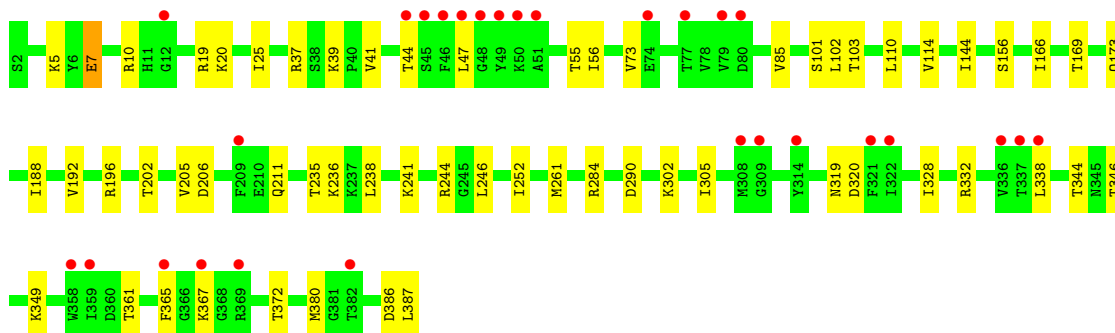 S2 K5 Y6 E7 R10 H11 G12 R19 K20 I25 R37 S38 K39 P40 V41 T44 S45 F46 L47 G48 Y49 K50 A51 T55 I56 V73 E74 T77 V78 V79 D80 V85 S101 L102 T103 L110 V114 I144 S156 I166 T169
I188 V192 R196 T202 V205 D206 F209 E210 Q211 T235 K236 K237 L238 K241 R244 G245 L246 I252 M261 R284 D290 K302 I305 M308 G309 Y314 N319 D320 F321 I322 I328 R332 V336 T337 L338 T344 N345
K349 W358 I359 D360 T361 F365 G366 K367 G368 R369 T372 M380 G381 T382 D386 L387